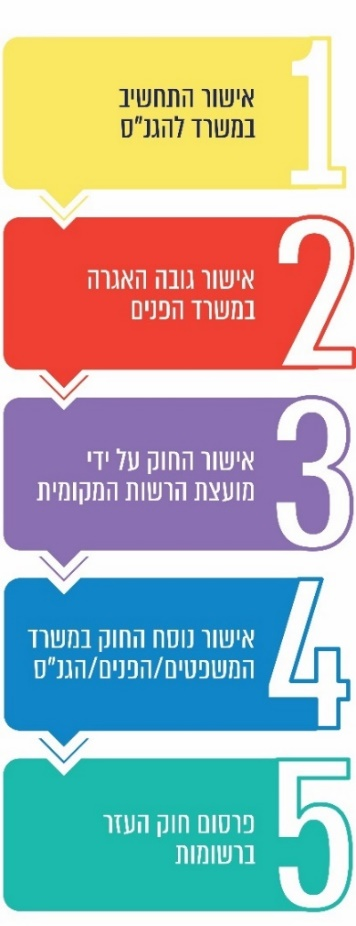 1
אישור התחשיב
במשרד להגנ"ס
2
אישור גובה האגרה
במשרד הפנים
3
אישור החוק על ידי
מועצת הרשות המקומית
4
אישור נוסח החוק במשרד
המשפטים/הפנים/הגנ"ס
5
פרסום חוק העזר
ברשומות